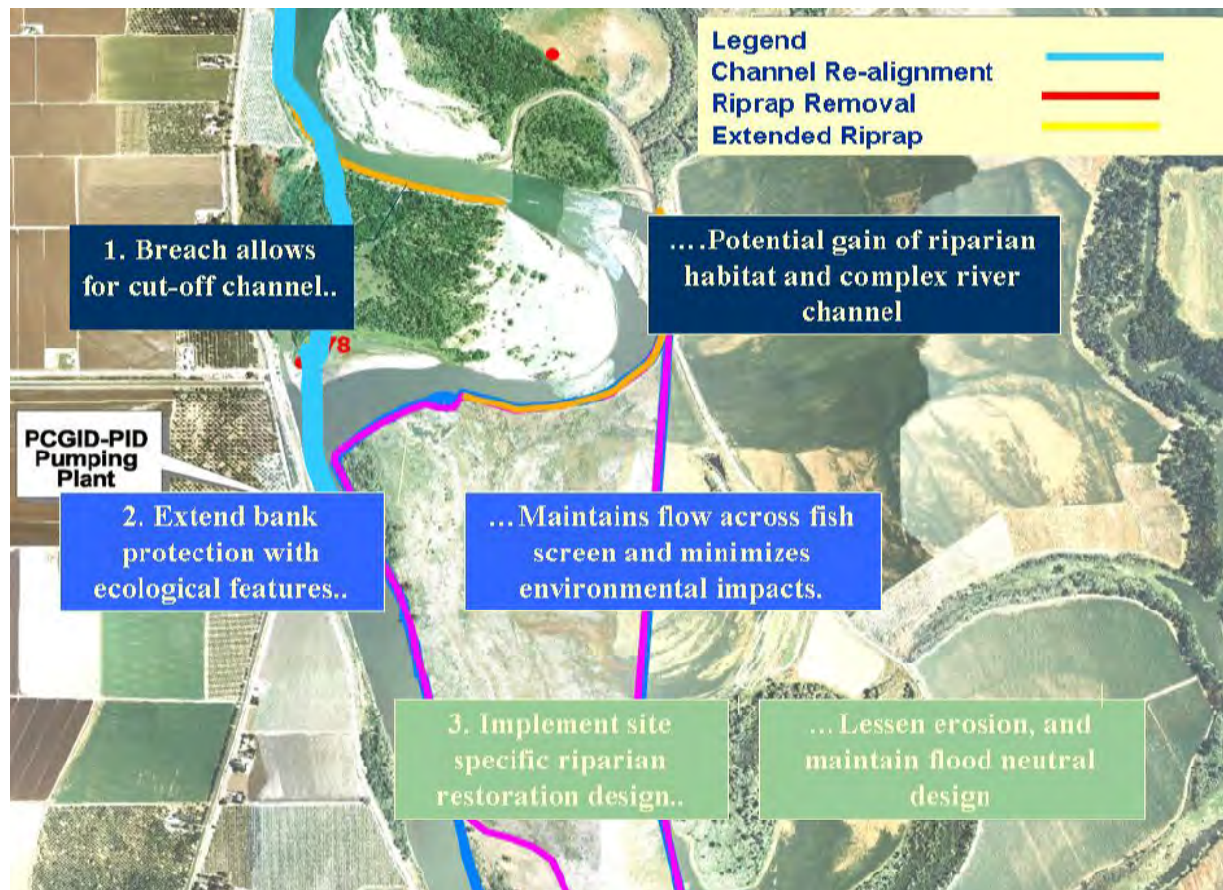 Legend
Channel Re-alignment
Riprap Removal
Extended Riprap
1. Breach allows
for cut-off channel..
....Potential gain of riparian
habitat and complex river
channel
78
PCGID-PID
Pumping
Plant
2. Extend bank
protection with
ecological features..
...Maintains flow across fish
screen and minimizes
environmental impacts.
3. Implement site
specific riparian
restoration design..
...Lessen erosion, and
maintain flood neutral
design